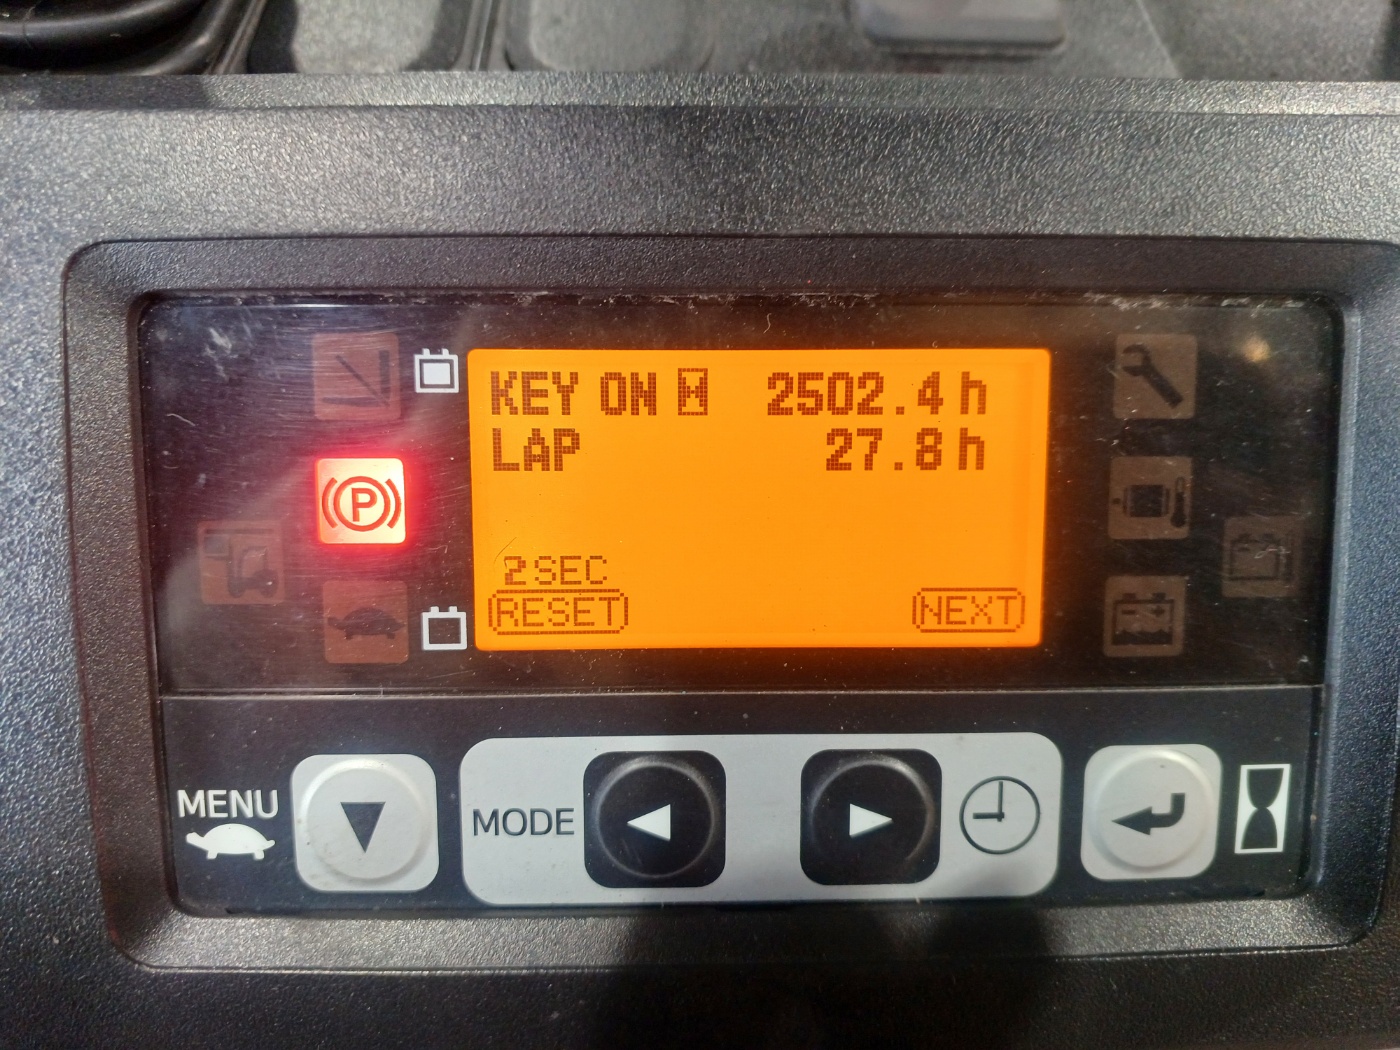 KEY ON 2502.4 h
LAP 27.8 h
P
2 SEC
RESET NEXT
MENU
MODE